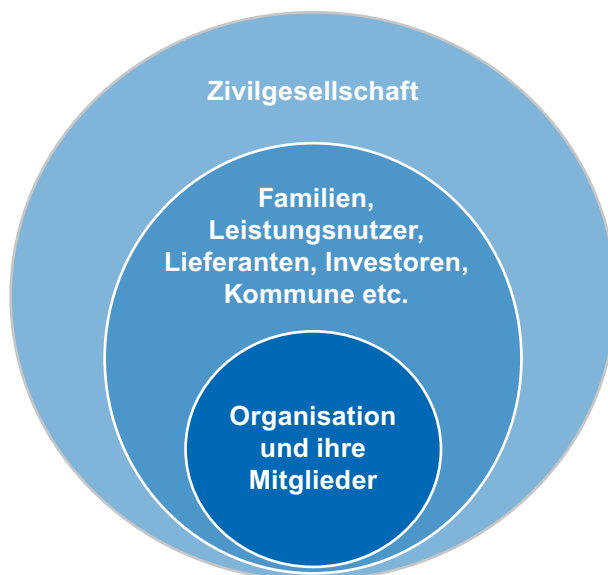 Zivilgesellschaft
Familien,
Leistungsnutzer,
Lieferanten, Investoren,
Kommune etc.
Organisation
und ihre
Mitglieder